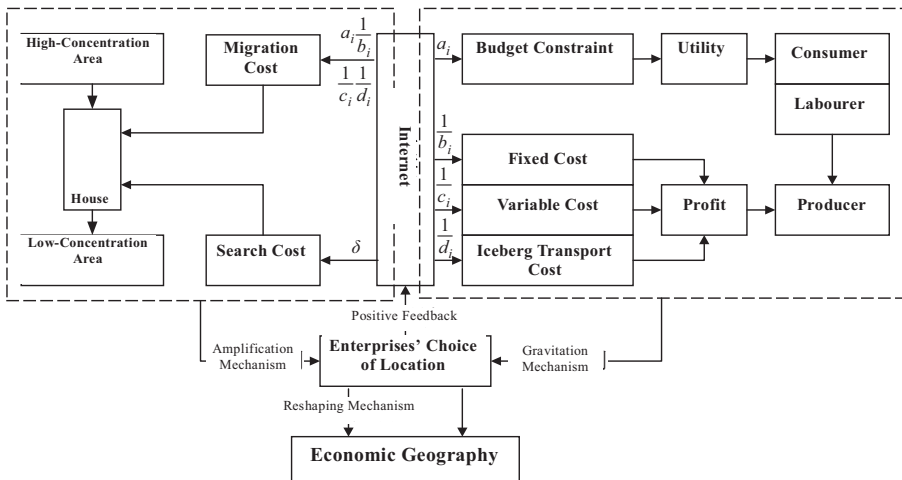 High-Concentration
Area
Migration
Cost
a_i 1/b_i
1/c_i 1/d_i
House
Low-Concentration
Area
Search Cost
δ
Internet
a_i
Budget Constraint
Utility
Consumer
Labourer
1/b_i
Fixed Cost
1/c_i
Variable Cost
Profit
Producer
1/d_i
Iceberg Transport
Cost
Positive Feedback
Amplification
Mechanism
Enterprises’ Choice
of Location
Gravitation
Mechanism
Reshaping Mechanism
Economic Geography